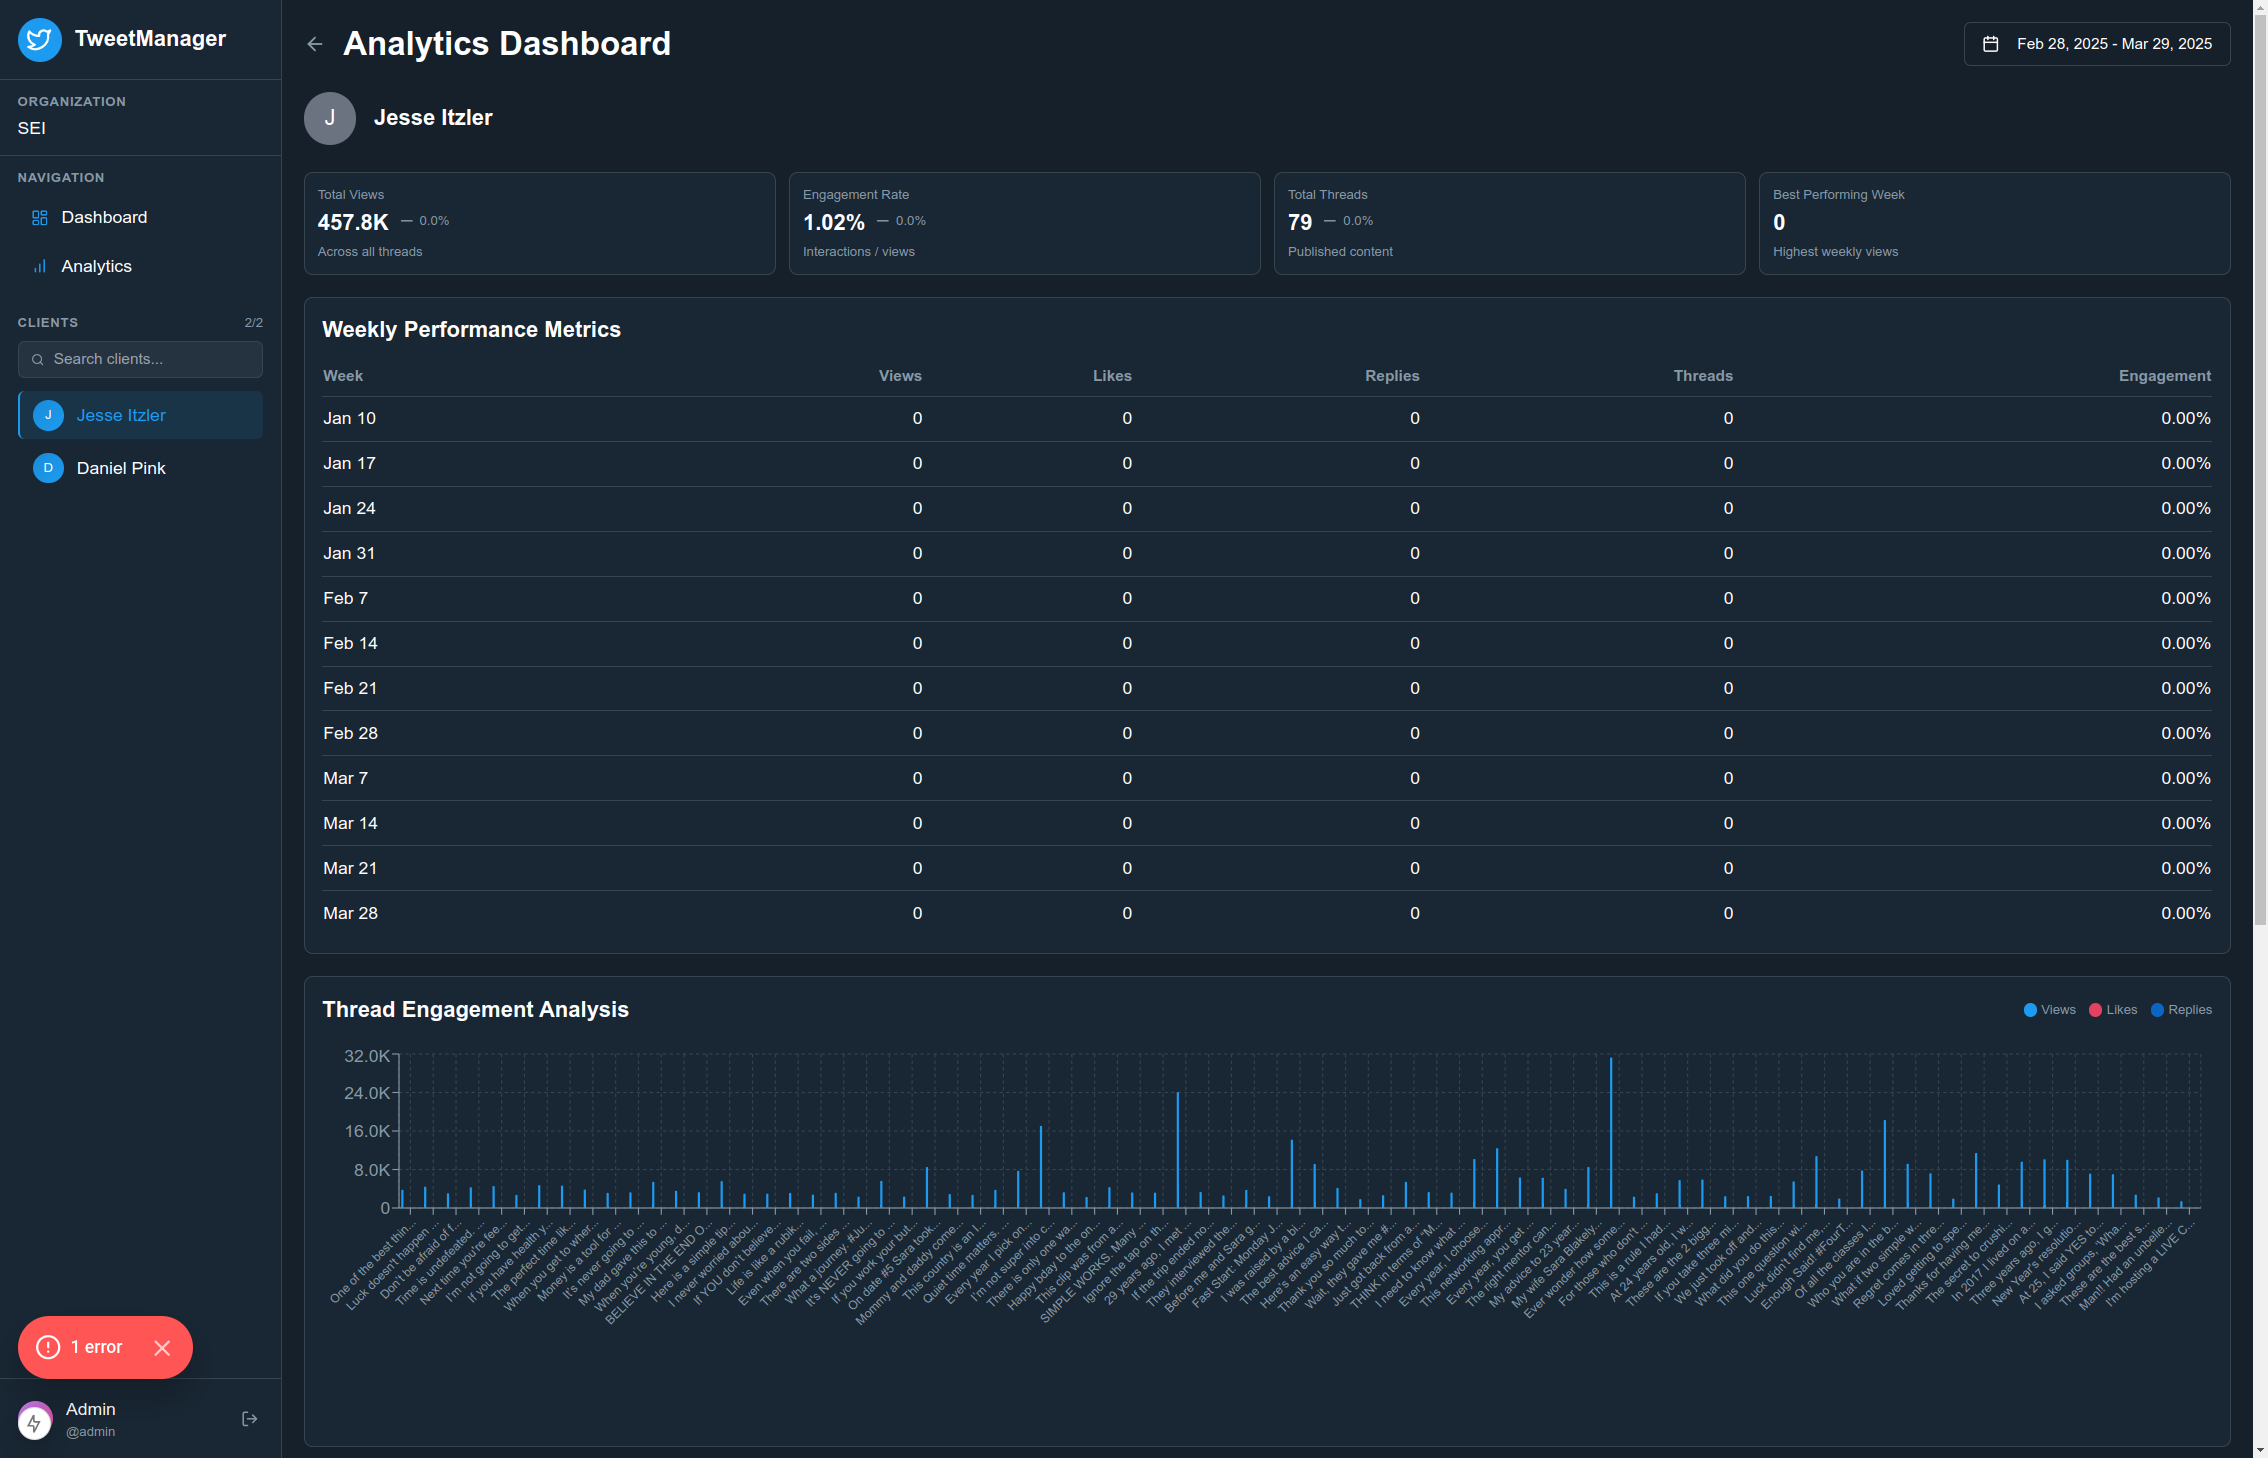 TweetManager
ORGANIZATION
SEI
NAVIGATION
Dashboard
Analytics
CLIENTS 2/2
Search clients...
J Jesse Itzler
D Daniel Pink
1 error
Admin
@admin
Analytics Dashboard
Feb 28, 2025 - Mar 29, 2025
J Jesse Itzler
Total Views
457.8K — 0.0%
Across all threads
Engagement Rate
1.02% — 0.0%
Interactions / views
Total Threads
79 — 0.0%
Published content
Best Performing Week
0
Highest weekly views
Weekly Performance Metrics
Week Views Likes Replies Threads Engagement
Jan 10 0 0 0 0 0.00%
Jan 17 0 0 0 0 0.00%
Jan 24 0 0 0 0 0.00%
Jan 31 0 0 0 0 0.00%
Feb 7 0 0 0 0 0.00%
Feb 14 0 0 0 0 0.00%
Feb 21 0 0 0 0 0.00%
Feb 28 0 0 0 0 0.00%
Mar 7 0 0 0 0 0.00%
Mar 14 0 0 0 0 0.00%
Mar 21 0 0 0 0 0.00%
Mar 28 0 0 0 0 0.00%
Thread Engagement Analysis
Views Likes Replies
32.0K
24.0K
16.0K
8.0K
0
One of the best thin...
Luck doesn't happen ...
Don't be afraid of f...
Time is undefeated. ...
Next time you're fee...
I'm not going to get...
If you have health y...
The perfect time lik...
When you get to wher...
Money is a tool for ...
It's never going to ...
My dad gave this to ...
When you're young, d...
BELIEVE IN THE END O...
Here is a simple tip...
I never worried abou...
If YOU don't believe...
Life is like a rubik...
Even when you fail, ...
There are two sides ...
What a journey. #Ju...
It's NEVER going to ...
If you work your but...
On date #5 Sara took...
Mommy and daddy come...
This country is an I...
Quiet time matters. ...
Every year I pick on...
I'm not super into c...
There is only one wa...
Happy bday to the on...
This clip was from a...
SIMPLE WORKS. Many ...
Ignore the tap on th...
29 years ago, I met ...
If the trip ended no...
They interviewed the...
Before me and Sara g...
Fast Start. Monday J...
I was raised by a bi...
The best advice I ca...
Here's an easy way t...
Thank you so much to...
Wait, they gave me #...
Just got back from a...
THINK in terms of "M...
I need to know what ...
Every year, I choose...
This networking appr...
Every year, you get ...
The right mentor can...
My advice to 23 year...
My wife Sara Blakely...
Ever wonder how some...
For those who don't ...
This is a rule I had...
At 24 years old, I w...
These are the 2 bigg...
If you take three mi...
We just took off and...
What did you do this...
This one question wi...
Luck didn't find me,...
Enough Said! #FourT...
Of all the classes I...
Who you are in the b...
What if two simple w...
Regret comes in thre...
Loved getting to spe...
Thanks for having me...
The secret to crushi...
In 2017 I lived on a...
Three years ago, I g...
New Year's resolutio...
At 25, I said YES to...
I asked groups, "Wha...
These are the best s...
Man!! I Had an unbelie...
I'm hosting a LIVE C...